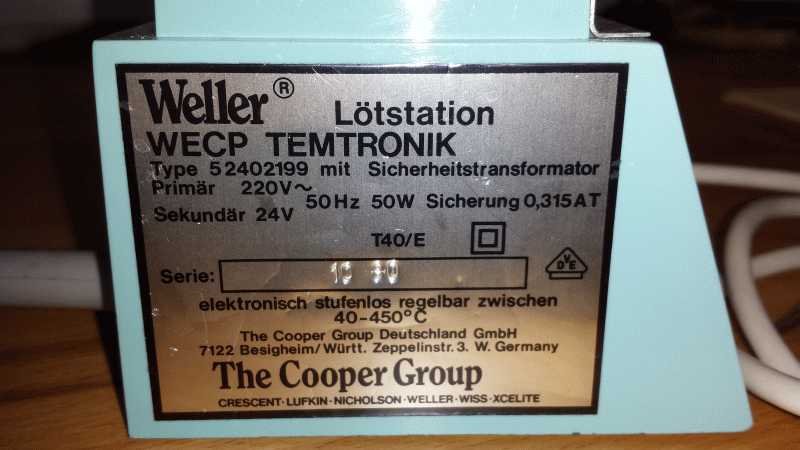 Weller®
Lötstation
WECP TEMTRONIK
Type 52402199 mit Sicherheitstransformator
Primär 220V~
50Hz 50W Sicherung 0,315AT
Sekundär 24V
T40/E
VDE
Serie: 10
elektronisch stufenlos regelbar zwischen
40-450°C
The Cooper Group Deutschland GmbH
7122 Besigheim/Württ. Zeppelinstr. 3. W. Germany
The Cooper Group
CRESCENT·LUFKIN·NICHOLSON·WELLER·WISS·XCELITE